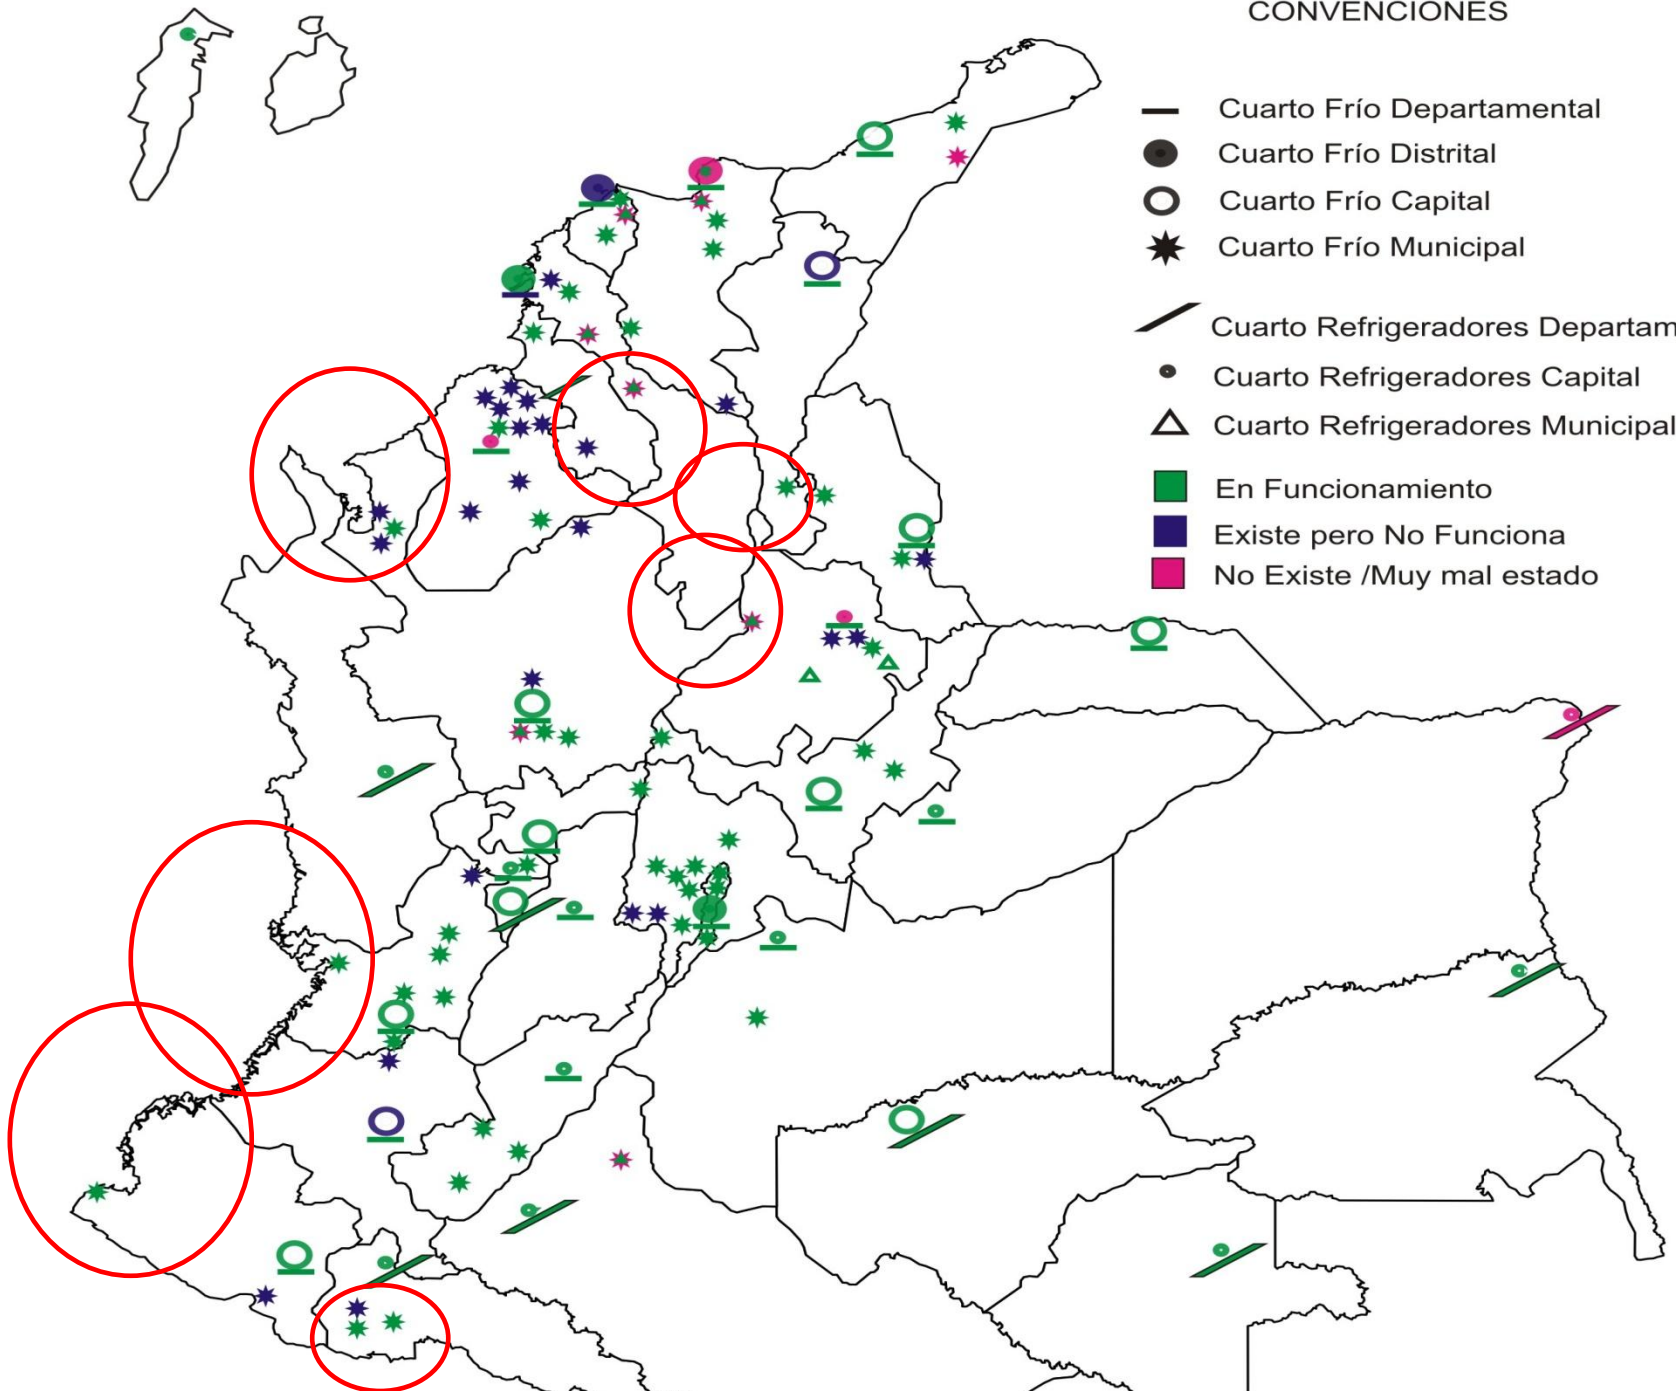 CONVENCIONES
Cuarto Frío Departamental
Cuarto Frío Distrital
Cuarto Frío Capital
Cuarto Frío Municipal
Cuarto Refrigeradores Departam
Cuarto Refrigeradores Capital
Cuarto Refrigeradores Municipal
En Funcionamiento
Existe pero No Funciona
No Existe /Muy mal estado